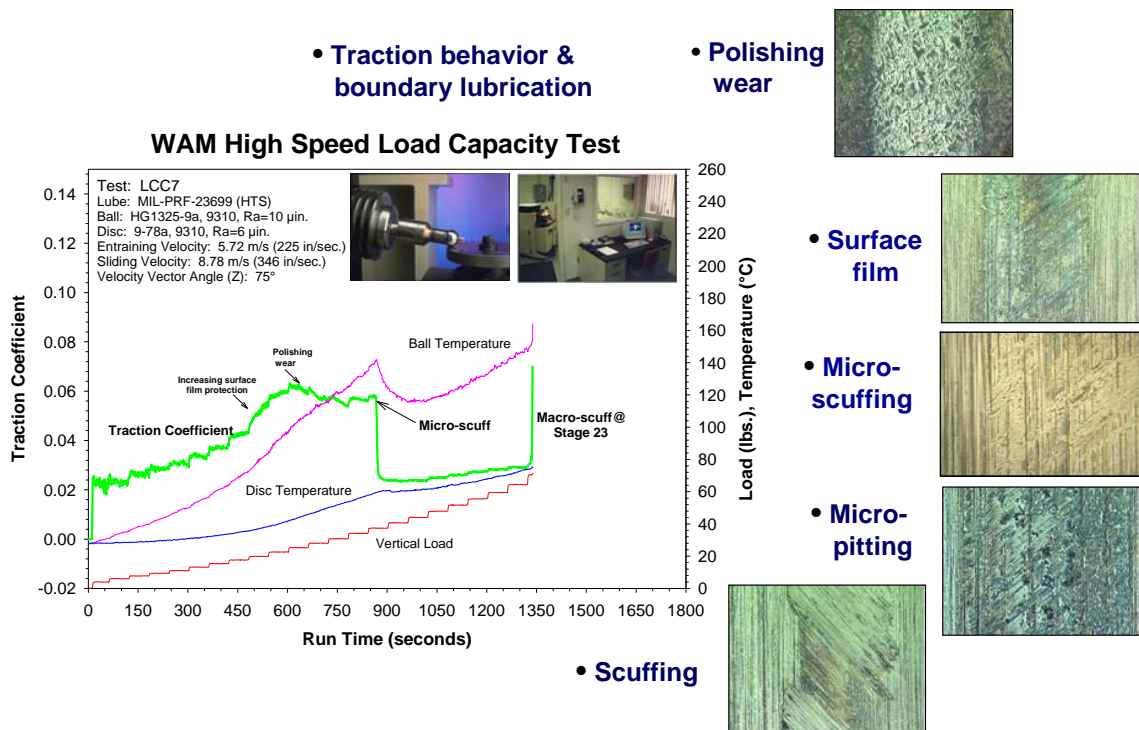 • Traction behavior &
boundary lubrication
• Polishing
wear
WAM High Speed Load Capacity Test
Test: LCC7
Lube: MIL-PRF-23699 (HTS)
Ball: HG1325-9a, 9310, Ra=10 µin.
Disc: 9-78a, 9310, Ra=6 µin.
Entraining Velocity: 5.72 m/s (225 in/sec.)
Sliding Velocity: 8.78 m/s (346 in/sec.)
Velocity Vector Angle (Z): 75°
Traction Coefficient
0.14
0.12
0.10
0.08
0.06
0.04
0.02
0.00
-0.02
Ball Temperature
Polishing
wear
Increasing surface
film protection
Traction Coefficient
Micro-scuff
Macro-scuff@
Stage 23
Disc Temperature
Vertical Load
260
240
220
200
180
160
140
120
100
80
60
40
20
0
Load (lbs.), Temperature (°C)
0 150 300 450 600 750 900 1050 1200 1350 1500 1650 1800
Run Time (seconds)
• Surface
film
• Micro-
scuffing
• Micro-
pitting
• Scuffing